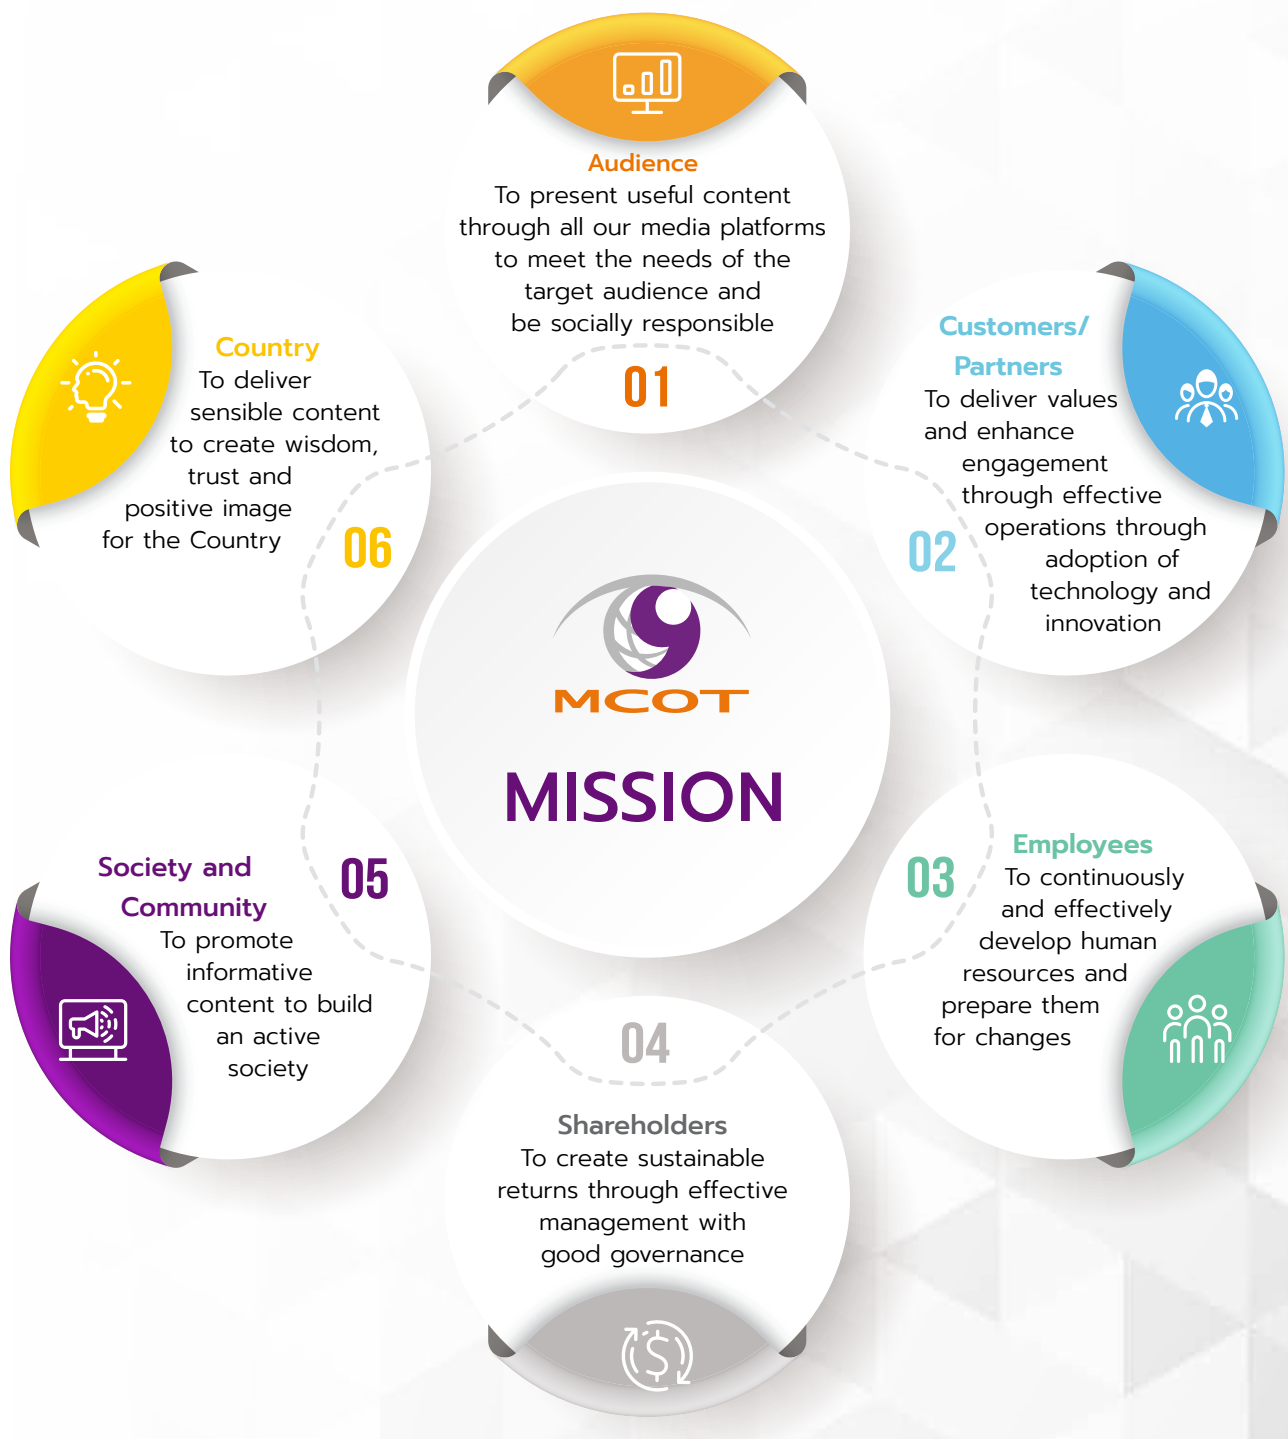 Audience
To present useful content
through all our media platforms
to meet the needs of the
target audience and
be socially responsible
01
Customers/
Partners
To deliver values
and enhance
engagement
through effective
operations through
adoption of
technology and
innovation
02
Employees
To continuously
and effectively
develop human
resources and
prepare them
for changes
03
04
Shareholders
To create sustainable
returns through effective
management with
good governance
Society and
Community
To promote
informative
content to build
an active
society
05
Country
To deliver
sensible content
to create wisdom,
trust and
positive image
for the Country
06
MCOT
MISSION